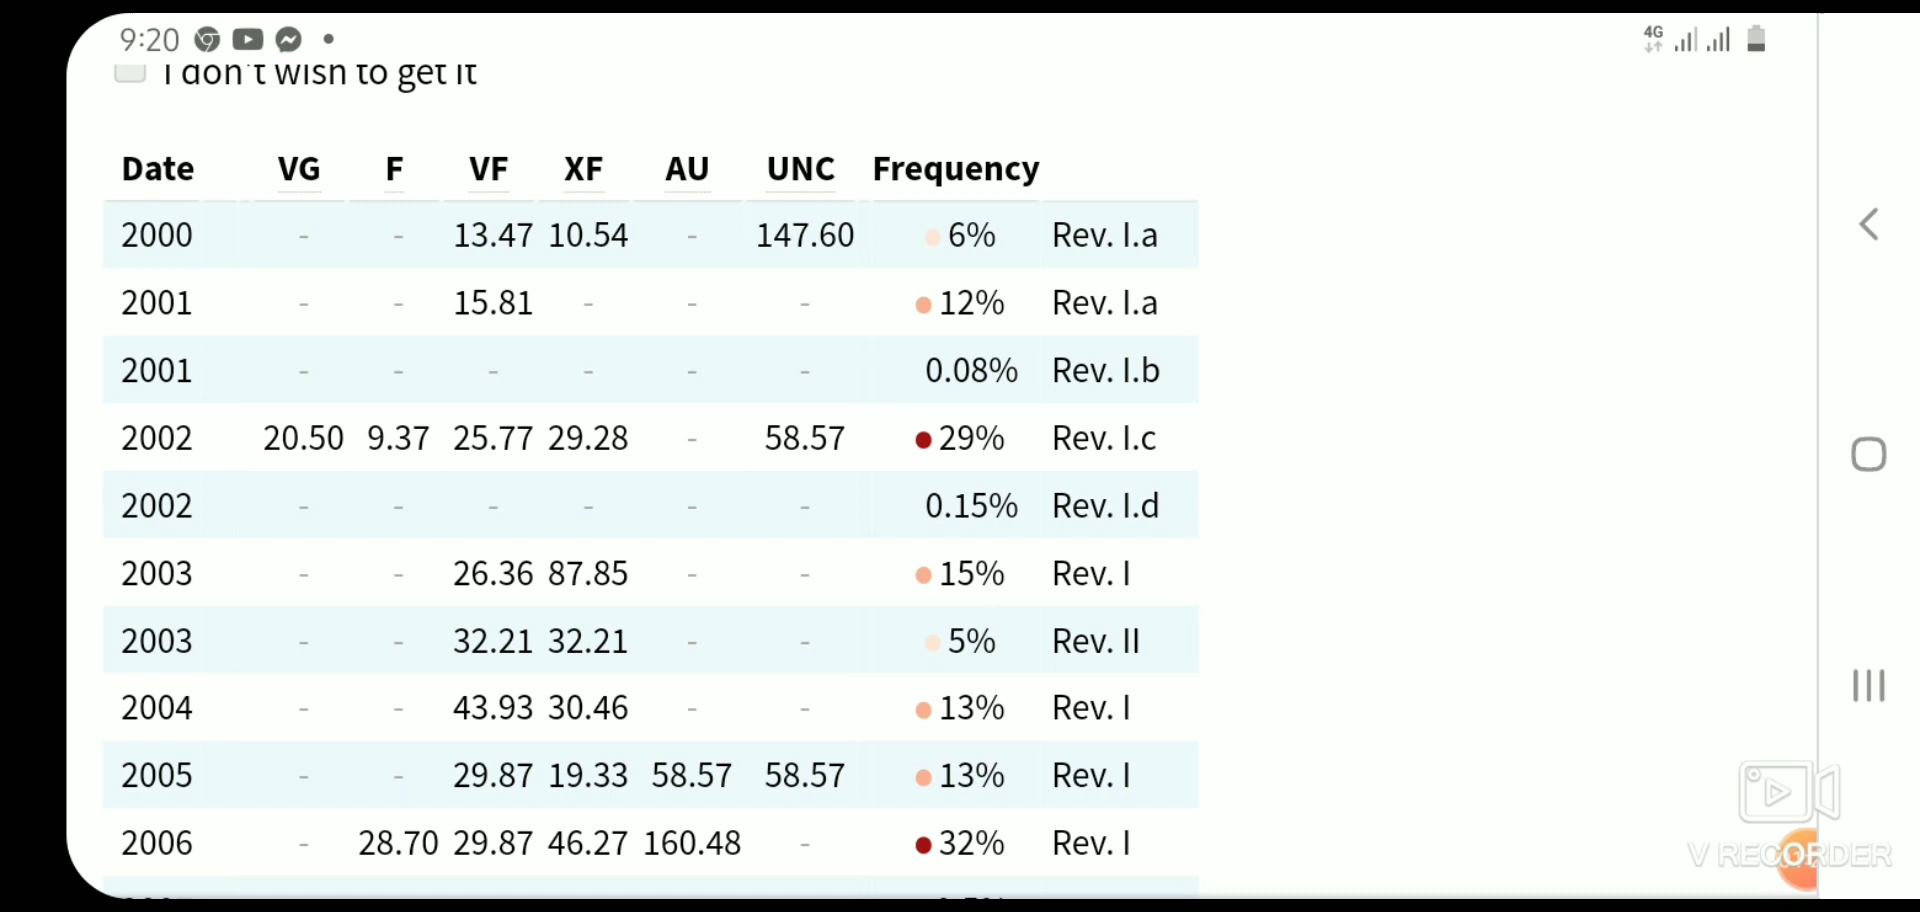 9:20 4G
I don't wish to get it
Date VG F VF XF AU UNC Frequency
2000 - - 13.47 10.54 - 147.60 6% Rev. I.a
2001 - - 15.81 - - - 12% Rev. I.a
2001 - - - - - - 0.08% Rev. I.b
2002 20.50 9.37 25.77 29.28 - 58.57 29% Rev. I.c
2002 - - - - - - 0.15% Rev. I.d
2003 - - 26.36 87.85 - - 15% Rev. I
2003 - - 32.21 32.21 - - 5% Rev. II
2004 - - 43.93 30.46 - - 13% Rev. I
2005 - - 29.87 19.33 58.57 58.57 13% Rev. I
2006 - 28.70 29.87 46.27 160.48 - 32% Rev. I
V RECORDER